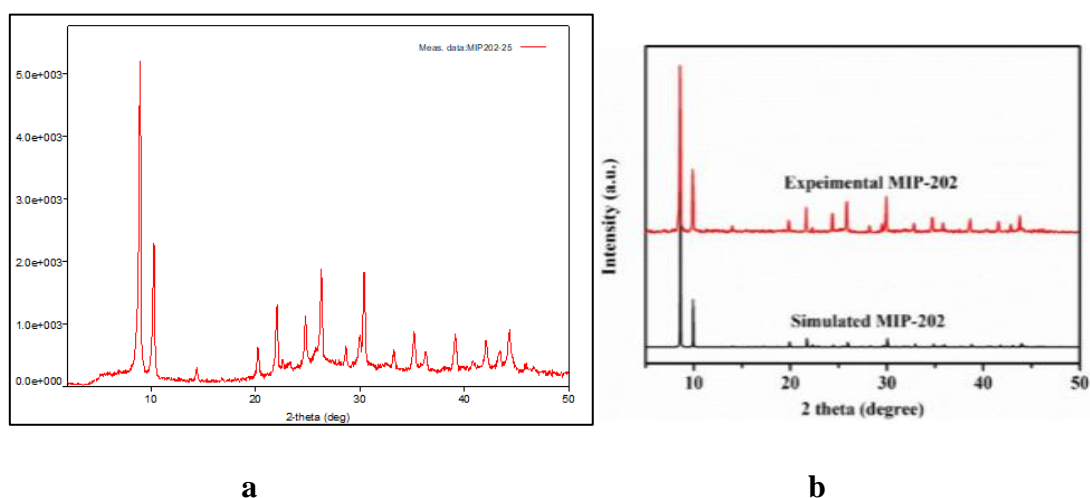 Meas. data:MIP202-25
5.0e+003
4.0e+003
3.0e+003
2.0e+003
1.0e+003
0.0e+000
10
20
30
40
50
2-theta (deg)
Intensity (a.u.)
Expeimental MIP-202
Simulated MIP-202
10
20
30
40
50
2 theta (degree)
a
b